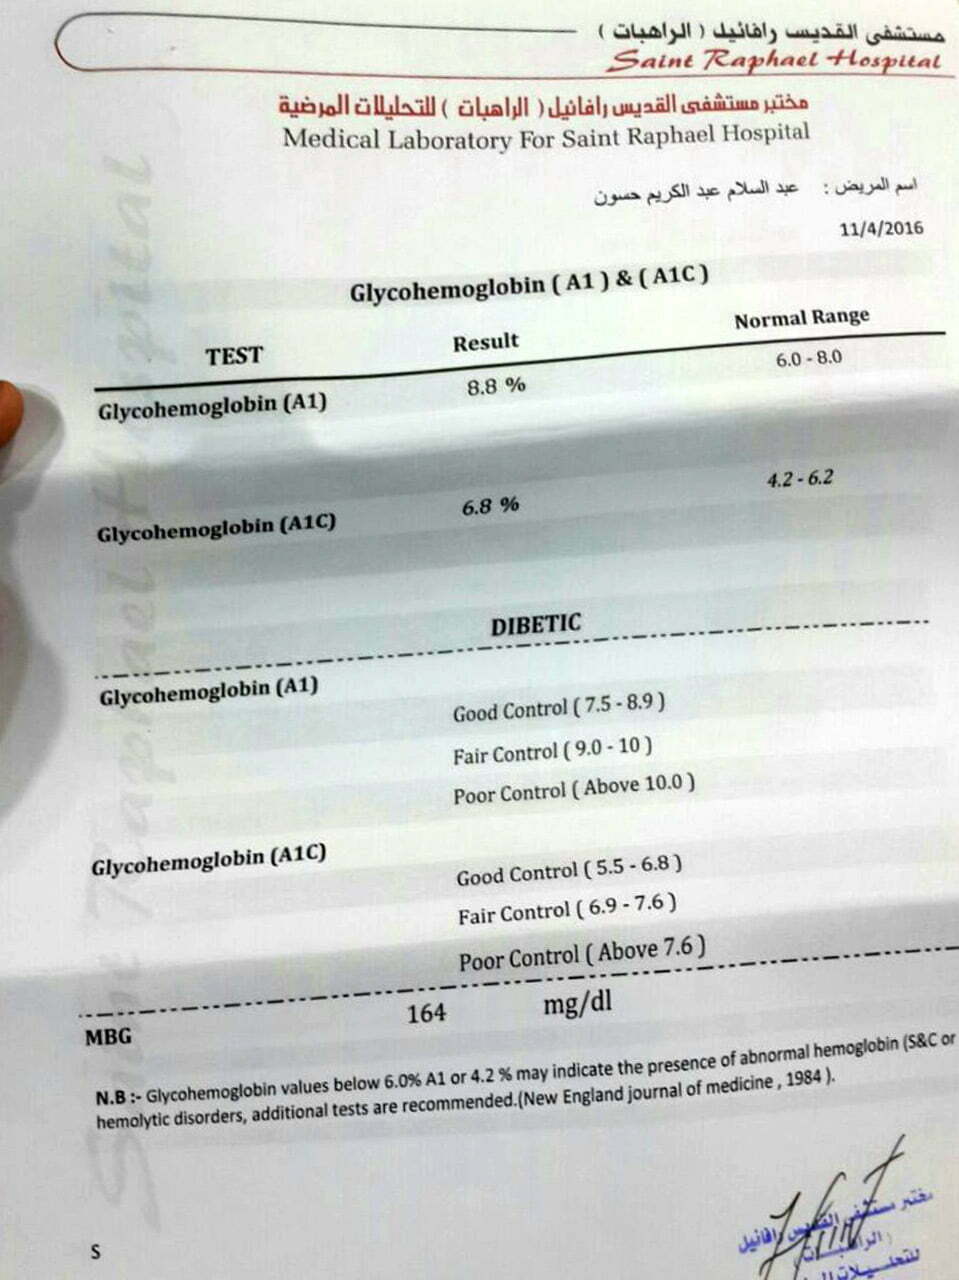 مستشفى القديس رافائيل ( الراهبات )
Saint Raphael Hospital
مختبر مستشفى القديس رافائيل ( الراهبات ) للتحليلات المرضية
Medical Laboratory For Saint Raphael Hospital
اسم المريض : عبد السلام عبد الكريم حسون
11/4/2016
Glycohemoglobin ( A1 ) & ( A1C )
TEST Result Normal Range
Glycohemoglobin (A1) 8.8 % 6.0 - 8.0
Glycohemoglobin (A1C) 6.8 % 4.2 - 6.2
DIBETIC
Glycohemoglobin (A1)
Good Control ( 7.5 - 8.9 )
Fair Control ( 9.0 - 10 )
Poor Control ( Above 10.0 )
Glycohemoglobin (A1C)
Good Control ( 5.5 - 6.8 )
Fair Control ( 6.9 - 7.6 )
Poor Control ( Above 7.6 )
MBG 164 mg/dl
N.B :- Glycohemoglobin values below 6.0% A1 or 4.2 % may indicate the presence of abnormal hemoglobin (S&C or
hemolytic disorders, additional tests are recommended.(New England journal of medicine , 1984 ).
مختبر مستشفى القديس رافائيل
( الراهبات
للتحليلات
S
Saint Raphael Hospital